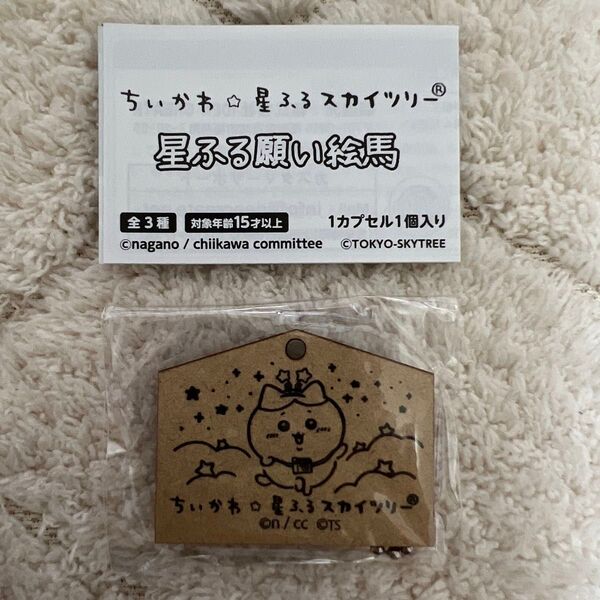 ちいかわ☆星ふるスカイツリー®
星ふる願い絵馬
全3種 対象年齢15才以上 1カプセル1個入り
©nagano / chiikawa committee ©TOKYO-SKYTREE
ちいかわ☆星ふるスカイツリー®
©n / cc ©TS